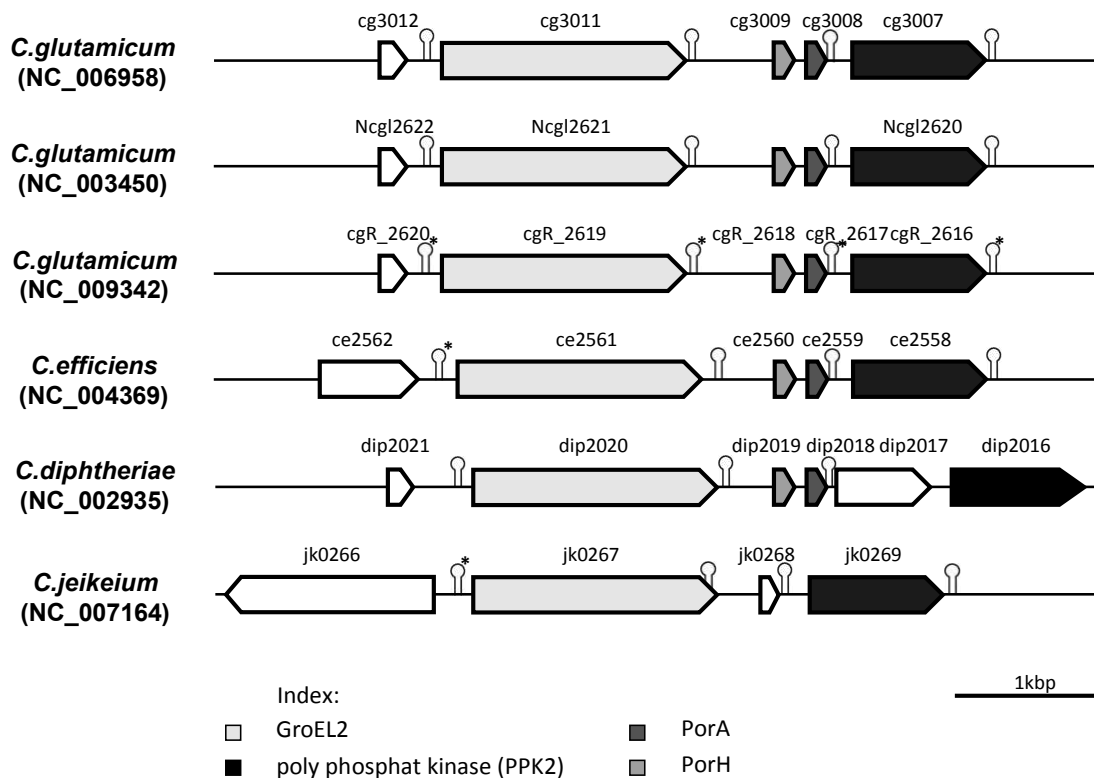 cg3012 cg3011 cg3009 cg3008 cg3007
C.glutamicum
(NC_006958)
Ncgl2622 Ncgl2621 Ncgl2620
C.glutamicum
(NC_003450)
cgR_2620 * cgR_2619 * cgR_2618 cgR_2617 * cgR_2616 *
C.glutamicum
(NC_009342)
ce2562 * ce2561 ce2560 ce2559 ce2558
C.efficiens
(NC_004369)
dip2021 dip2020 dip2019 dip2018 dip2017 dip2016
C.diphtheriae
(NC_002935)
jk0266 * jk0267 jk0268 jk0269
C.jeikeium
(NC_007164)
1kbp
Index:
GroEL2 PorA
poly phosphat kinase (PPK2) PorH